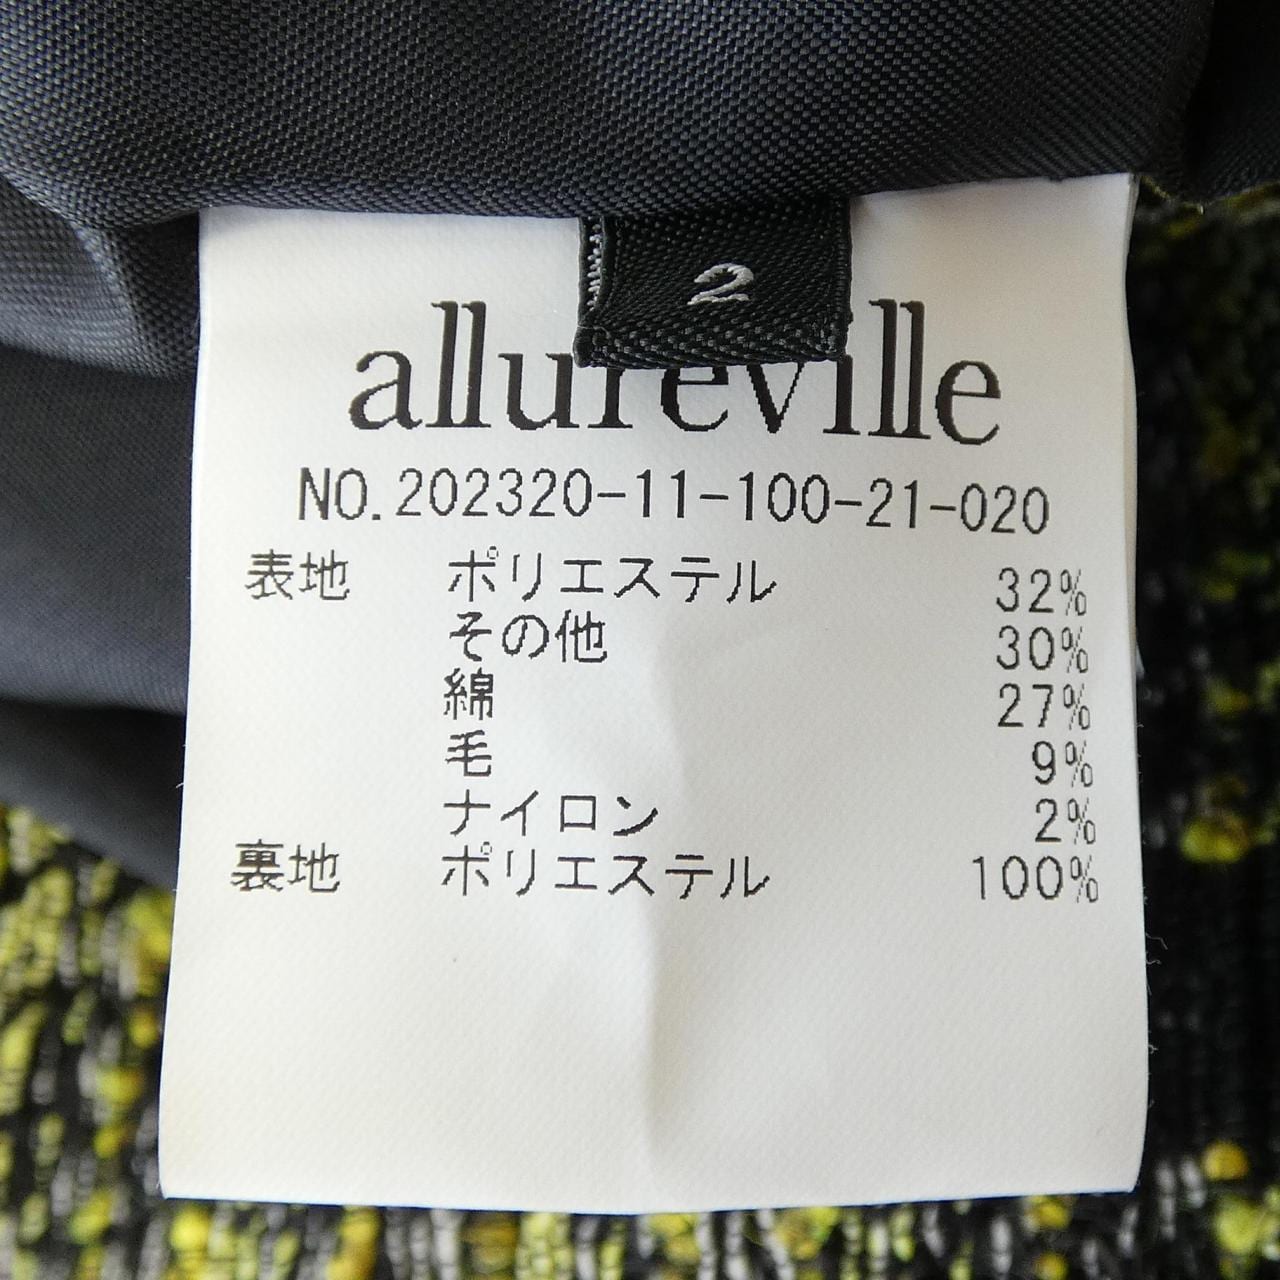 2
allureville
NO.202320-11-100-21-020
表地 ポリエステル 32%
その他 30%
綿 27%
毛 9%
ナイロン 2%
裏地 ポリエステル 100%